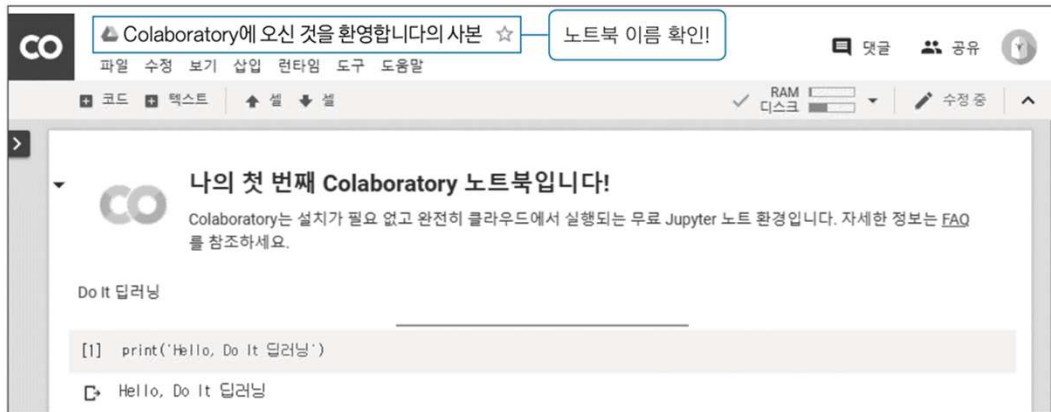 CO
Colaboratory에 오신 것을 환영합니다의 사본
노트북 이름 확인!
댓글
공유
파일 수정 보기 삽입 런타임 도구 도움말
코드 텍스트 셀 셀
RAM
디스크
수정 중
나의 첫 번째 Colaboratory 노트북입니다!
Colaboratory는 설치가 필요 없고 완전히 클라우드에서 실행되는 무료 Jupyter 노트 환경입니다. 자세한 정보는 FAQ
를 참조하세요.
Do It 딥러닝
[1] print('Hello, Do It 딥러닝')
Hello, Do It 딥러닝